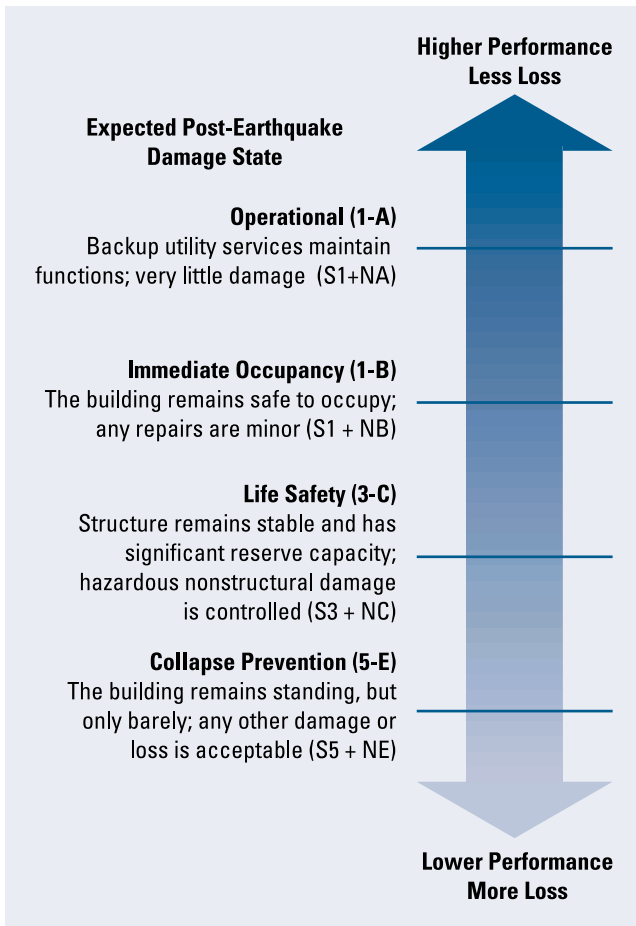 Higher Performance
Less Loss
Expected Post-Earthquake
Damage State
Operational (1-A)
Backup utility services maintain
functions; very little damage (S1+NA)
Immediate Occupancy (1-B)
The building remains safe to occupy;
any repairs are minor (S1 + NB)
Life Safety (3-C)
Structure remains stable and has
significant reserve capacity;
hazardous nonstructural damage
is controlled (S3 + NC)
Collapse Prevention (5-E)
The building remains standing, but
only barely; any other damage or
loss is acceptable (S5 + NE)
Lower Performance
More Loss